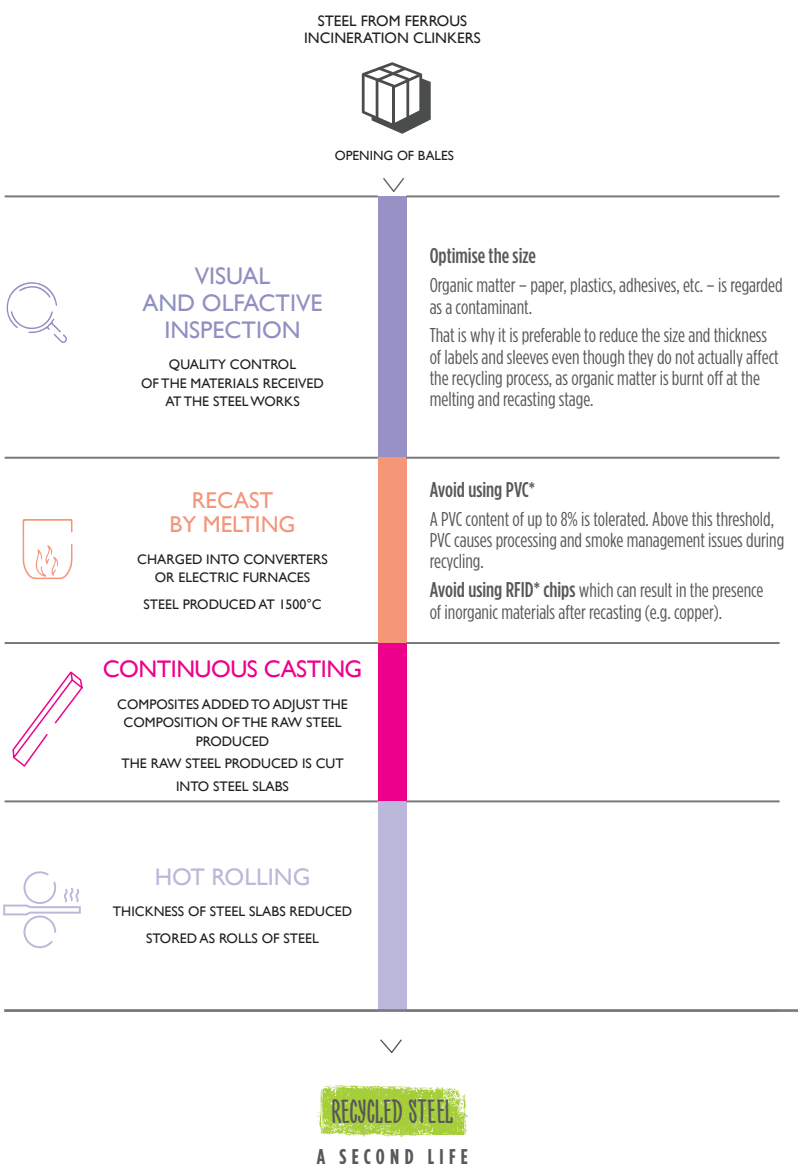 STEEL FROM FERROUS
INCINERATION CLINKERS
OPENING OF BALES
VISUAL
AND OLFACTIVE
INSPECTION
QUALITY CONTROL
OF THE MATERIALS RECEIVED
AT THE STEEL WORKS
Optimise the size
Organic matter – paper, plastics, adhesives, etc. – is regarded
as a contaminant.
That is why it is preferable to reduce the size and thickness
of labels and sleeves even though they do not actually affect
the recycling process, as organic matter is burnt off at the
melting and recasting stage.
RECAST
BY MELTING
CHARGED INTO CONVERTERS
OR ELECTRIC FURNACES
STEEL PRODUCED AT 1500°C
Avoid using PVC*
A PVC content of up to 8% is tolerated. Above this threshold,
PVC causes processing and smoke management issues during
recycling.
Avoid using RFID* chips which can result in the presence
of inorganic materials after recasting (e.g. copper).
CONTINUOUS CASTING
COMPOSITES ADDED TO ADJUST THE
COMPOSITION OF THE RAW STEEL
PRODUCED
THE RAW STEEL PRODUCED IS CUT
INTO STEEL SLABS
HOT ROLLING
THICKNESS OF STEEL SLABS REDUCED
STORED AS ROLLS OF STEEL
RECYCLED STEEL
A SECOND LIFE